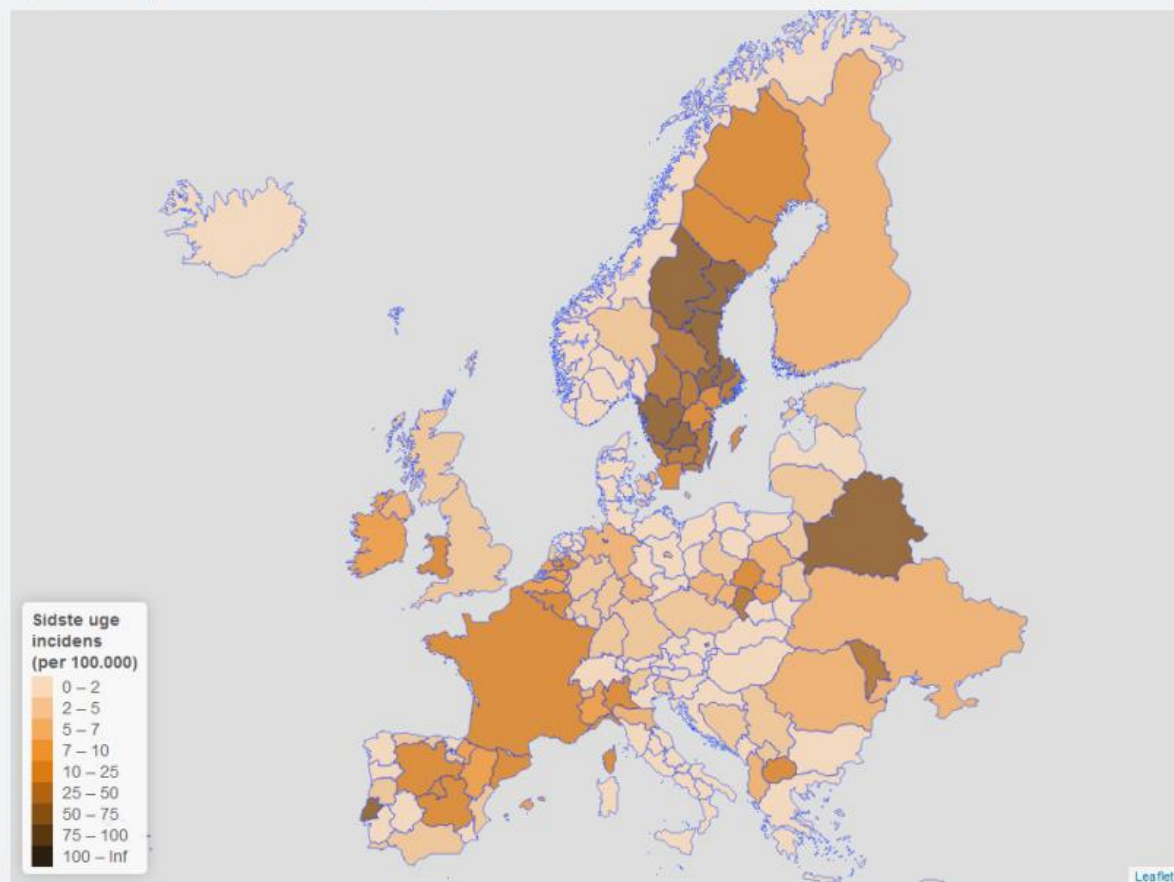 Sidste uge
incidens
(per 100.000)
0 – 2
2 – 5
5 – 7
7 – 10
10 – 25
25 – 50
50 – 75
75 – 100
100 – Inf
Leaflet